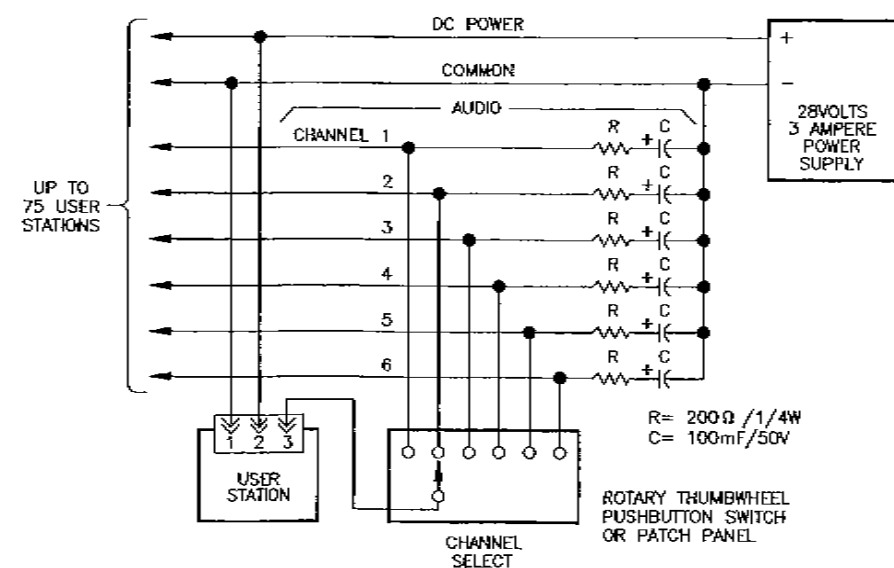 DC POWER
+
COMMON
-
28VOLTS
3 AMPERE
POWER
SUPPLY
AUDIO
CHANNEL 1
R + C
2
R + C
3
R + C
4
R + C
5
R + C
6
R + C
UP TO
75 USER
STATIONS
R= 200Ω /1/4W
C= 100mF/50V
1 2 3
USER
STATION
ROTARY THUMBWHEEL
PUSHBUTTON SWITCH
OR PATCH PANEL
CHANNEL
SELECT